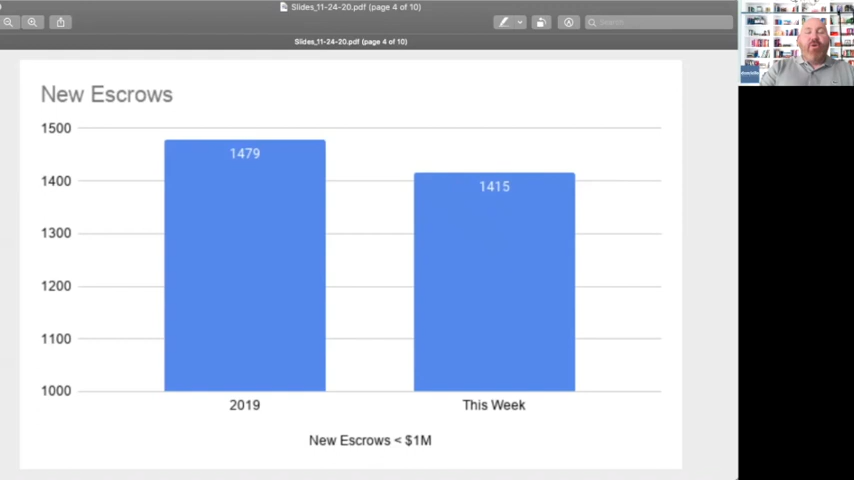 Slides_11-24-20.pdf (page 4 of 10)
Search
Slides_11-24-20.pdf (page 4 of 10)
New Escrows
1500
1479
1400
1415
1300
1200
1100
1000
2019
This Week
New Escrows < $1M